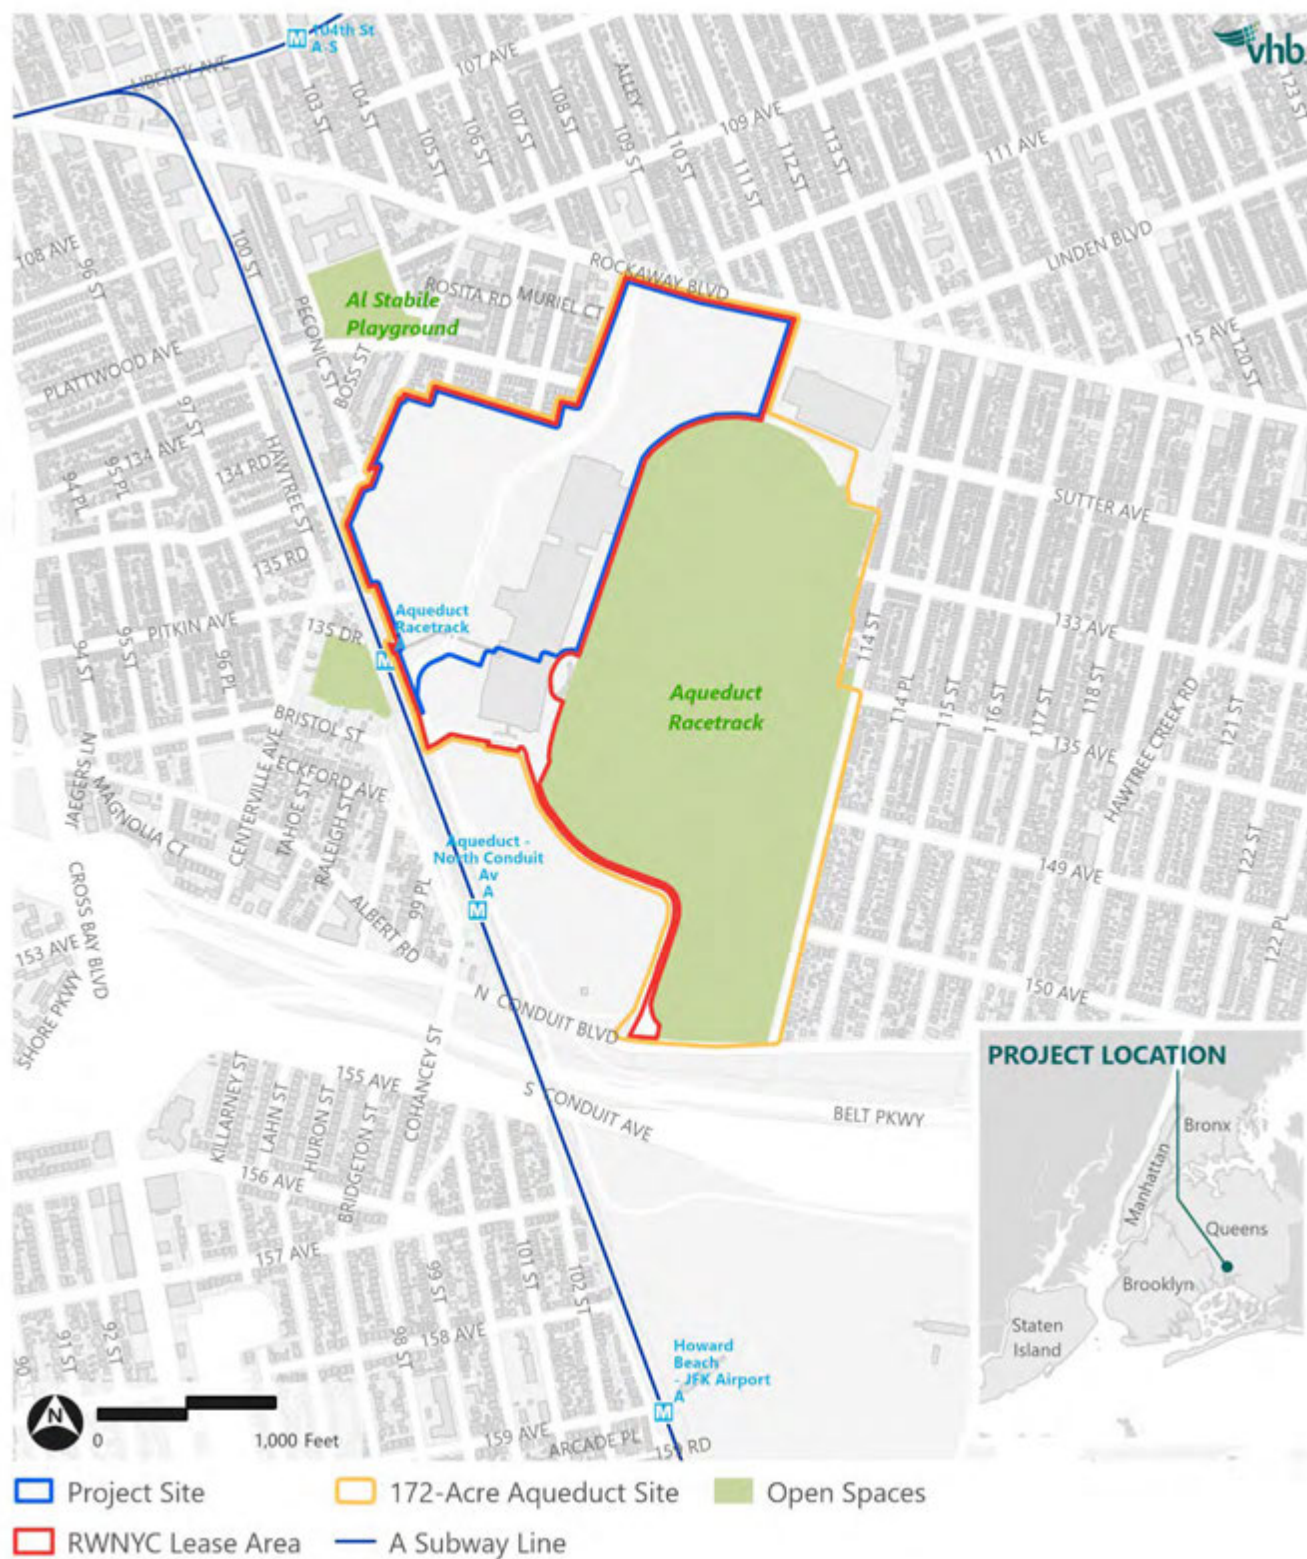 104th St
A-S
vhb
LIBERTY AVE
107 AVE
123 ST
103 ST
104 ST
105 ST
106 ST
107 ST
108 ST
ALLEY
109 ST
110 ST
109 AVE
111 ST
112 ST
113 ST
111 AVE
LINDEN BLVD
108 AVE
96 ST
100 ST
ROCKAWAY BLVD
Al Stabile
Playground
ROSITA RD
MURIEL CT
PECONIC ST
BOSS ST
115 AVE
120 ST
PLATTWOOD AVE
97 ST
HAWTREE ST
134 AVE
134 RD
95 PL
94 PL
135 RD
SUTTER AVE
PITKIN AVE
135 DR
Aqueduct
Racetrack
133 AVE
114 ST
94 ST
95 ST
96 PL
Aqueduct
Racetrack
114 PL
115 ST
116 ST
117 ST
118 ST
135 AVE
HAWTREE CREEK RD
121 ST
BRISTOL ST
ECKFORD AVE
JAEGERS LN
MAGNOLIA CT
CENTERVILLE AVE
TAHOE ST
RALEIGH ST
Aqueduct -
North Conduit
Av
A
99 PL
ALBERT RD
149 AVE
122 ST
122 PL
CROSS BAY BLVD
153 AVE
SHORE PKWY
150 AVE
N CONDUIT BLVD
COHANCEY ST
S CONDUIT AVE
BELT PKWY
155 AVE
KILLARNEY ST
LAHN ST
HURON ST
BRIDGETON ST
156 AVE
157 AVE
PROJECT LOCATION
Bronx
Manhattan
Queens
Brooklyn
Staten
Island
101 ST
102 ST
99 ST
158 AVE
98 ST
91 ST
92 ST
90
Howard
Beach
- JFK Airport
A
159 AVE
ARCADE PL
159 RD
N
0
1,000 Feet
M
M
M
M
Project Site
172-Acre Aqueduct Site
Open Spaces
RWNYC Lease Area
A Subway Line